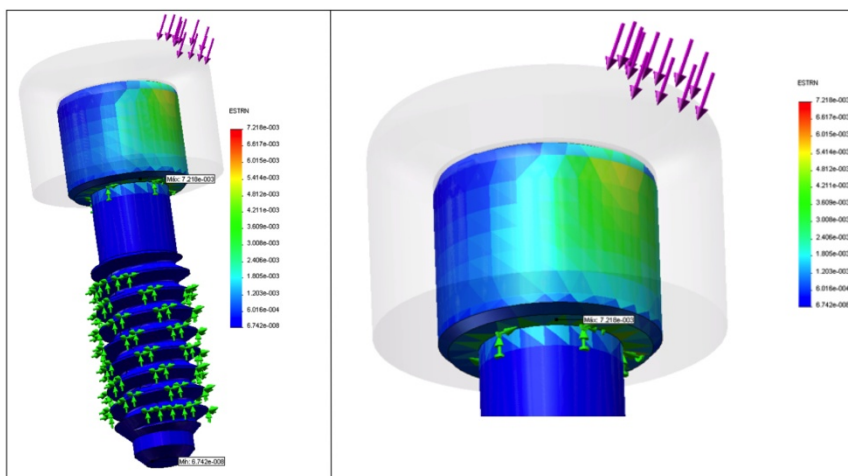 ESTRN
7.218e-003
6.617e-003
6.015e-003
5.414e-003
4.812e-003
4.211e-003
3.609e-003
3.008e-003
2.406e-003
1.805e-003
1.203e-003
6.016e-004
6.742e-008
Máx: 7.218e-003
Mín: 6.742e-008
ESTRN
7.218e-003
6.617e-003
6.015e-003
5.414e-003
4.812e-003
4.211e-003
3.609e-003
3.008e-003
2.406e-003
1.805e-003
1.203e-003
6.016e-004
6.742e-008
Máx: 7.218e-003